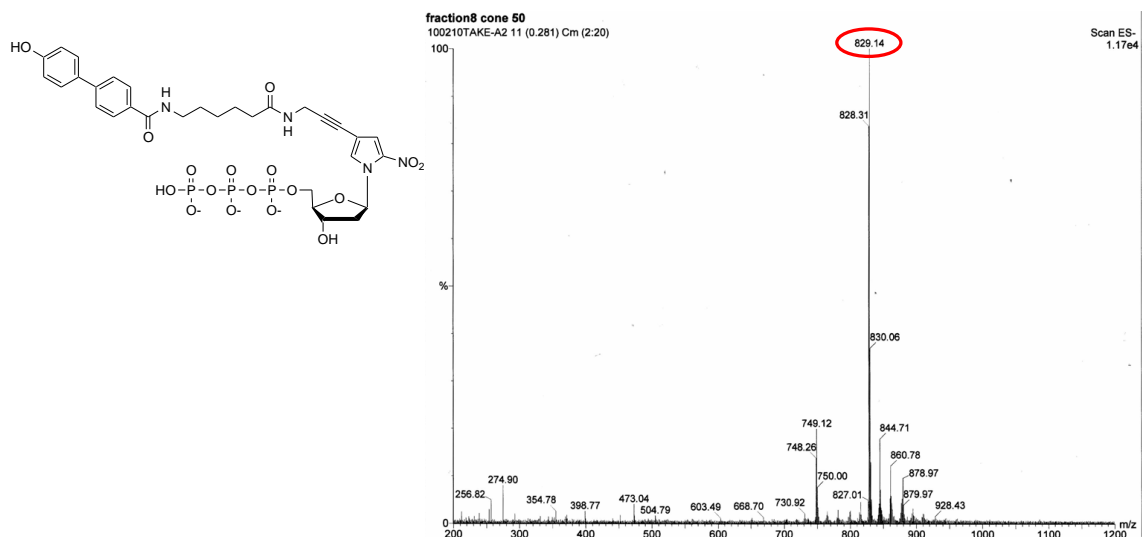 fraction8 cone 50
100210TAKE-A2 11 (0.281) Cm (2:20)
Scan ES-
1.17e4
100
%
0
829.14
828.31
830.06
749.12
748.26
750.00
844.71
860.78
878.97
879.97
827.01
928.43
730.92
668.70
603.49
504.79
473.04
398.77
354.78
274.90
256.82
200 300 400 500 600 700 800 900 1000 1100 1200 m/z
HO
O
N
H
O
N
H
N
NO2
O O O
HO P O P O P O
O- O- O-
O
OH